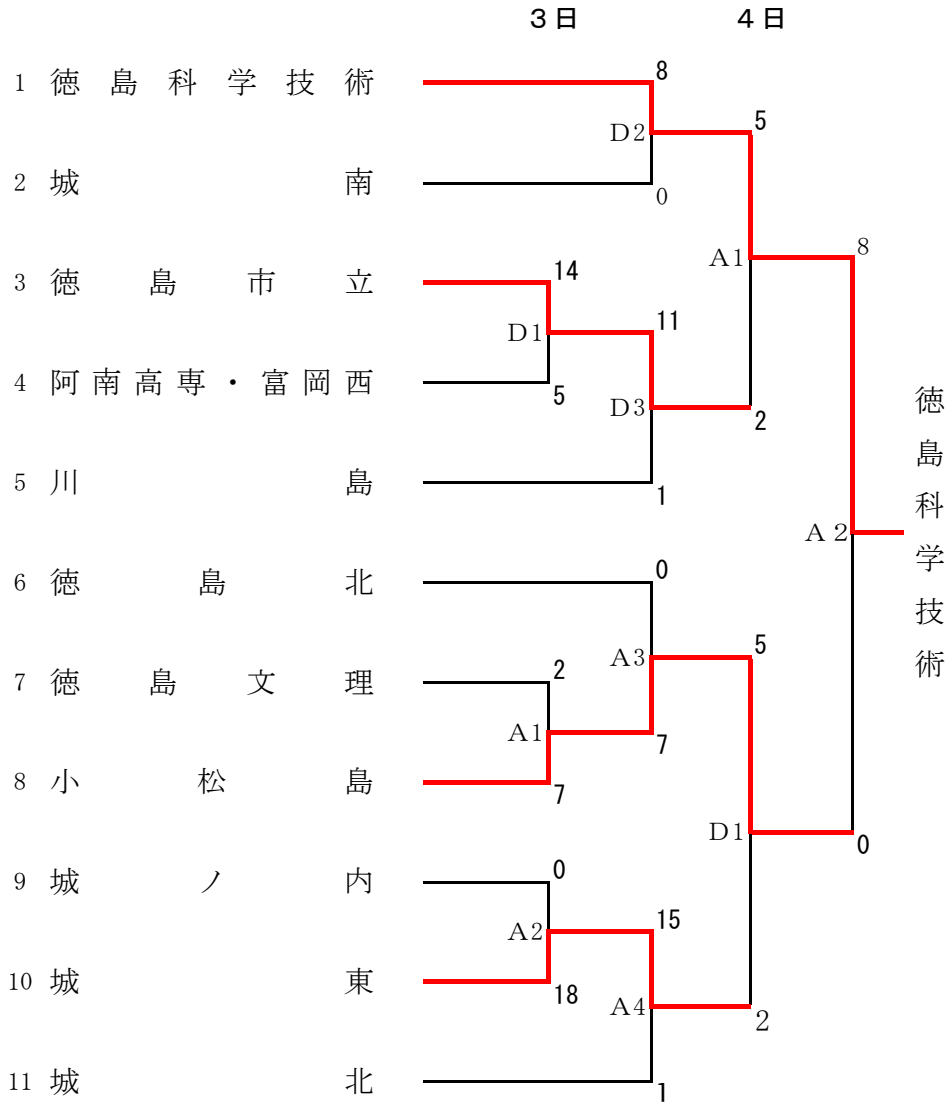 3日 4日
8
1 徳島科学技術
5
D2
2 城南
0
8
A1
14
3 徳島市立
11
D1
4 阿南高専・富岡西
5
D3
2
5 川島
1
徳島科学技術
A2
0
6 徳島北
A3
5
2
7 徳島文理
A1
7
8 小松島
7
D1
0
0
9 城ノ内
15
A2
10 城東
18
A4
2
11 城北
1